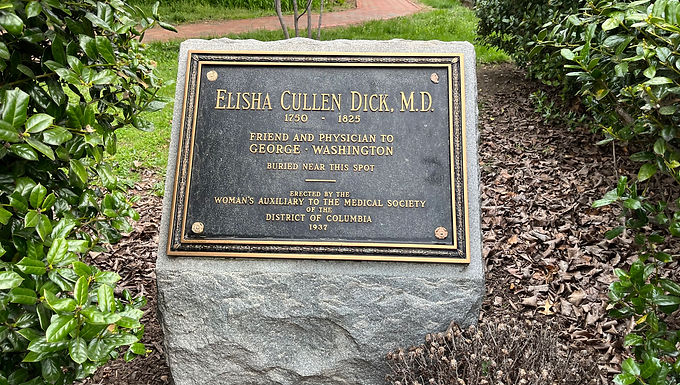 ELISHA CULLEN DICK, M.D.
1750 - 1825
FRIEND AND PHYSICIAN TO
GEORGE · WASHINGTON
BURIED NEAR THIS SPOT
ERECTED BY THE
WOMAN'S AUXILIARY TO THE MEDICAL SOCIETY
OF THE
DISTRICT OF COLUMBIA
1937